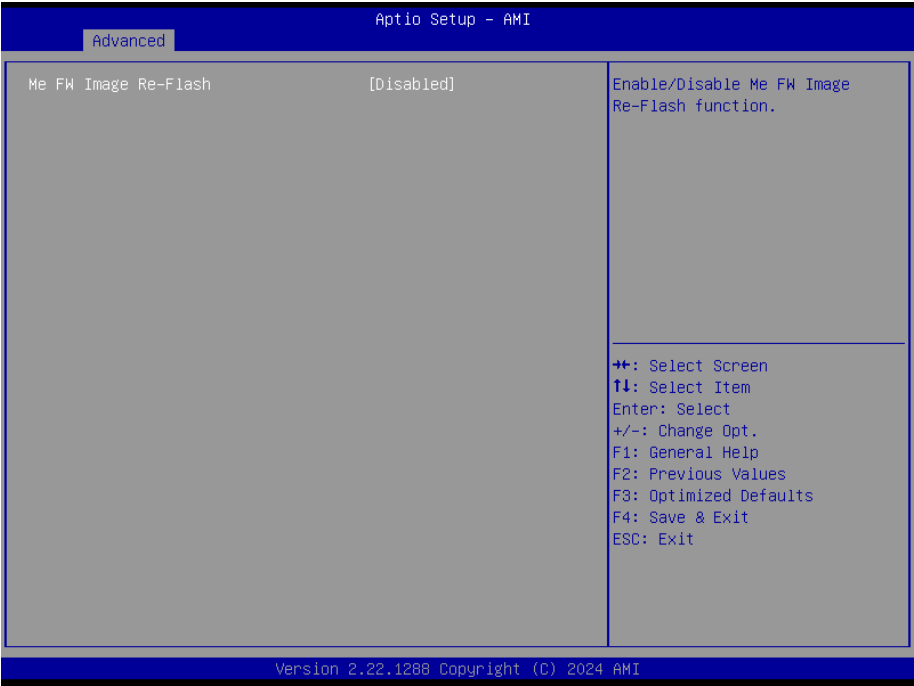 Aptio Setup – AMI
Advanced
Me FW Image Re-Flash [Disabled]
Enable/Disable Me FW Image
Re-Flash function.
→←: Select Screen
↑↓: Select Item
Enter: Select
+/-: Change Opt.
F1: General Help
F2: Previous Values
F3: Optimized Defaults
F4: Save & Exit
ESC: Exit
Version 2.22.1288 Copyright (C) 2024 AMI